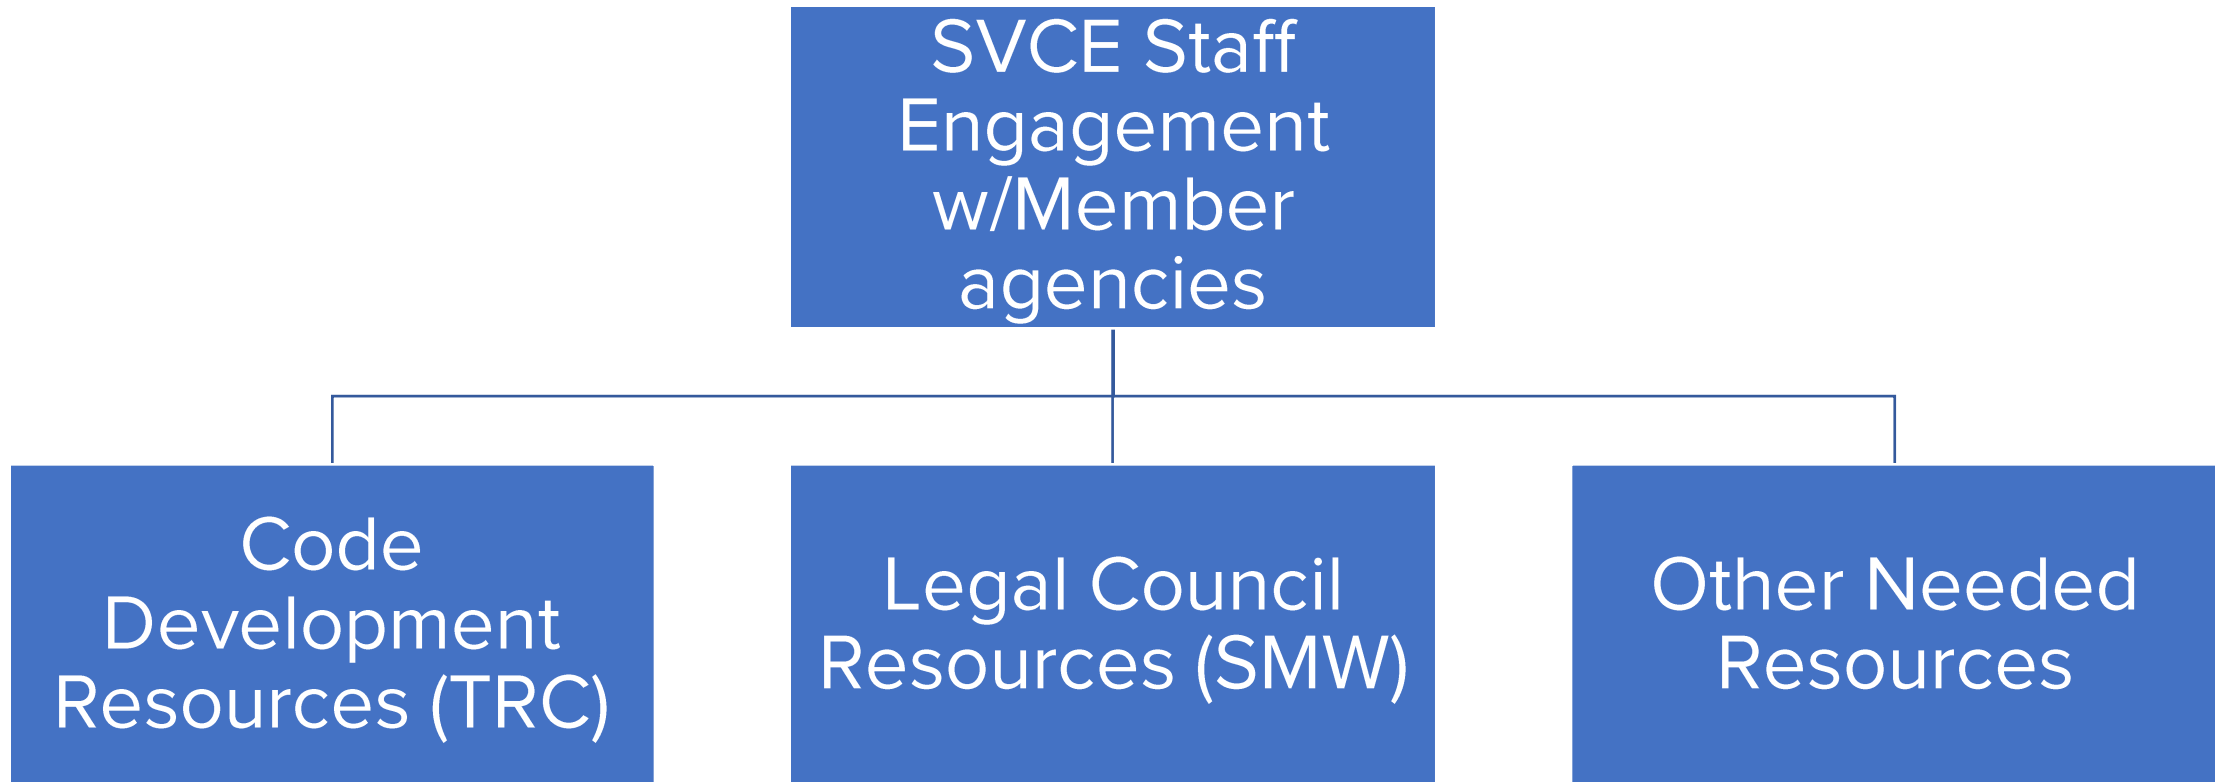 SVCE Staff
Engagement
w/Member
agencies
Code
Development
Resources (TRC)
Legal Council
Resources (SMW)
Other Needed
Resources